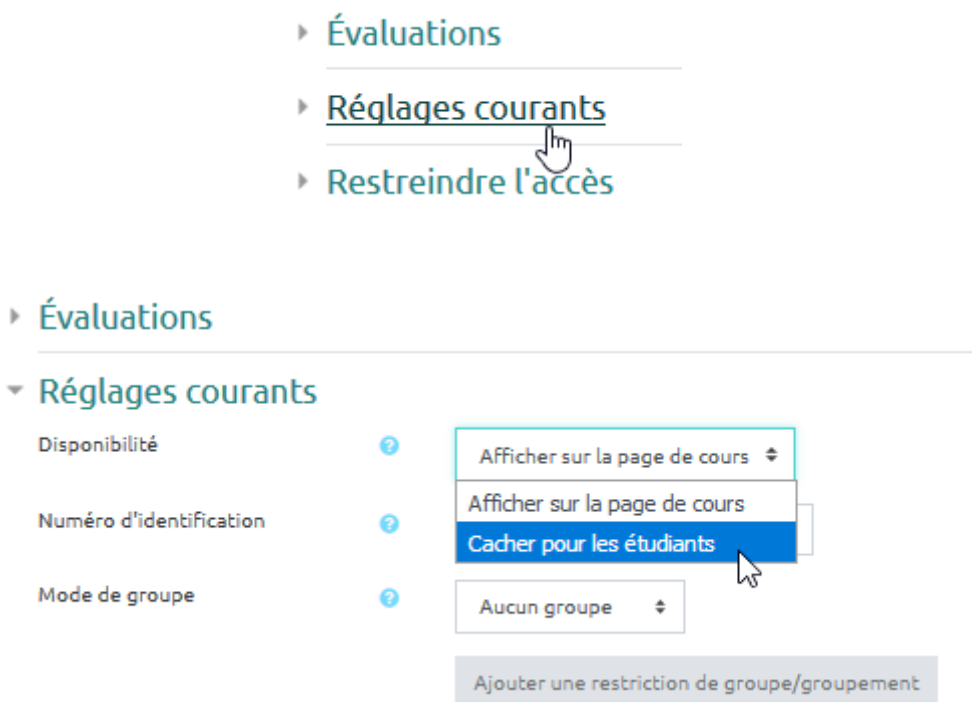 Évaluations
Réglages courants
Restreindre l'accès
Évaluations
Réglages courants
Disponibilité
Afficher sur la page de cours
Afficher sur la page de cours
Numéro d'identification
Cacher pour les étudiants
Mode de groupe
Aucun groupe
Ajouter une restriction de groupe/groupement